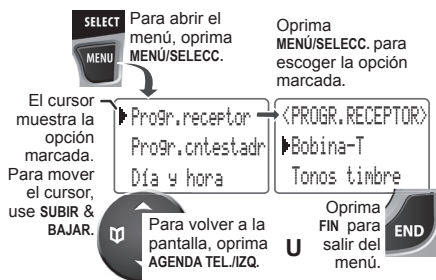 SELECT
MENU
Para abrir el
menú, oprima
MENÚ/SELECC.
Oprima
MENÚ/SELECC. para
escoger la opción
marcada.
El cursor
muestra la
opción
marcada.
Para mover
el cursor,
use SUBIR &
BAJAR.
Progr.receptor
Progr.cntestadr
Día y hora
<PROGR.RECEPTOR>
Bobina-T
Tonos timbre
Para volver a la
pantalla, oprima
AGENDA TEL./IZQ.
U
Oprima
FIN para
salir del
menú.
END